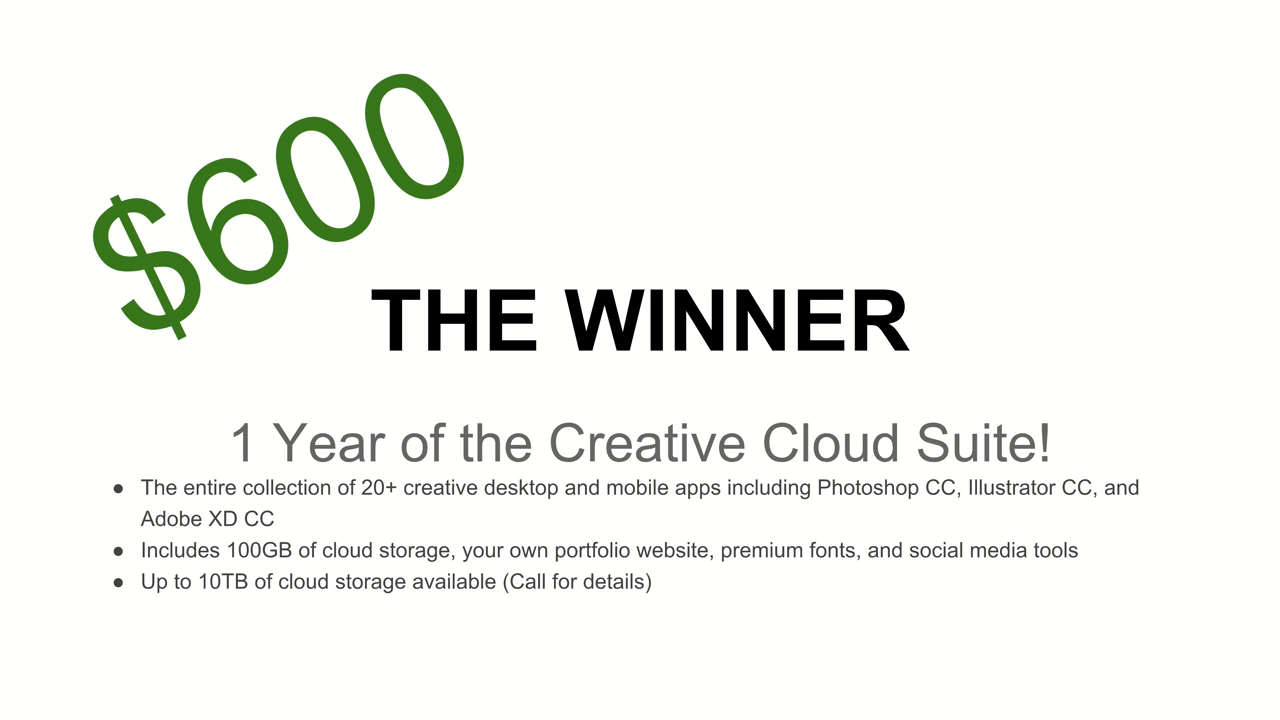 $600
THE WINNER
1 Year of the Creative Cloud Suite!
● The entire collection of 20+ creative desktop and mobile apps including Photoshop CC, Illustrator CC, and
Adobe XD CC
● Includes 100GB of cloud storage, your own portfolio website, premium fonts, and social media tools
● Up to 10TB of cloud storage available (Call for details)